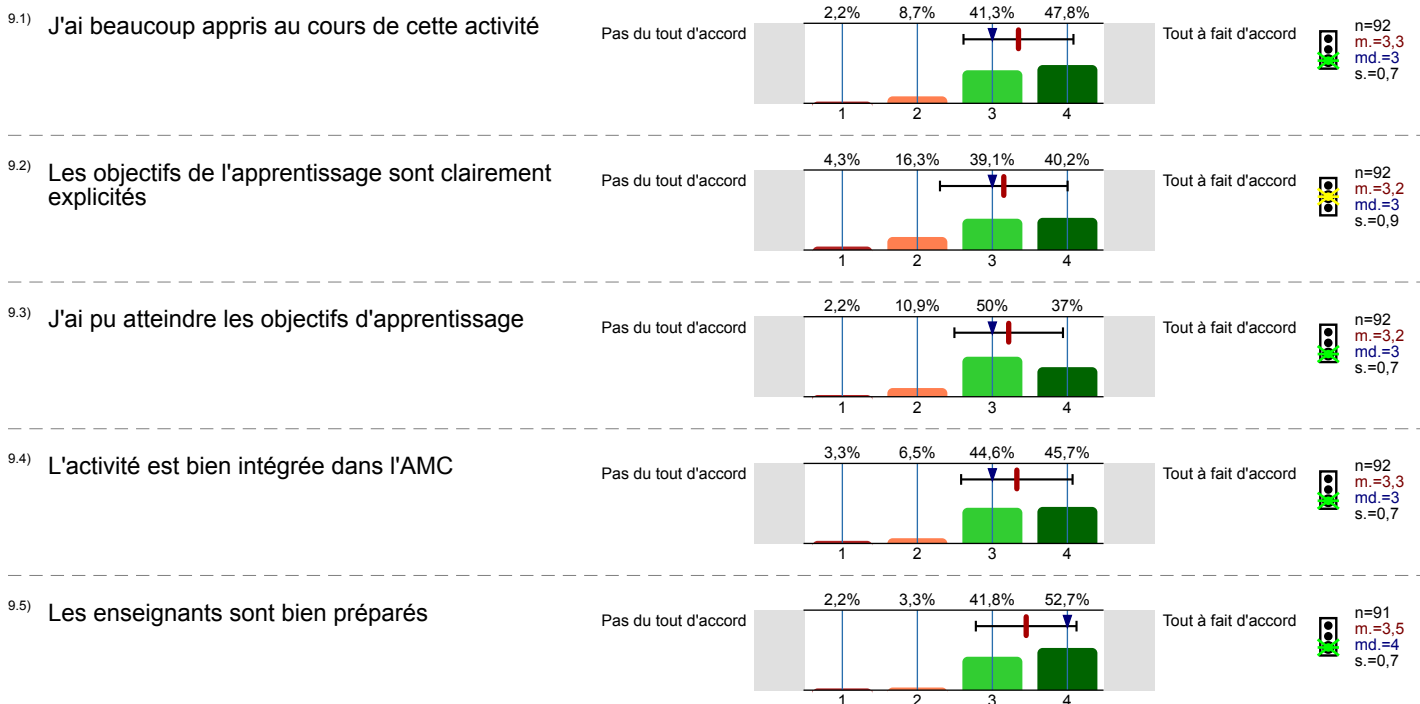 9.1) J'ai beaucoup appris au cours de cette activité
Pas du tout d'accord
2,2% 8,7% 41,3% 47,8%
1 2 3 4
Tout à fait d'accord
n=92
m.=3,3
md.=3
s.=0,7
9.2) Les objectifs de l'apprentissage sont clairement
explicités
Pas du tout d'accord
4,3% 16,3% 39,1% 40,2%
1 2 3 4
Tout à fait d'accord
n=92
m.=3,2
md.=3
s.=0,9
9.3) J'ai pu atteindre les objectifs d'apprentissage
Pas du tout d'accord
2,2% 10,9% 50% 37%
1 2 3 4
Tout à fait d'accord
n=92
m.=3,2
md.=3
s.=0,7
9.4) L'activité est bien intégrée dans l'AMC
Pas du tout d'accord
3,3% 6,5% 44,6% 45,7%
1 2 3 4
Tout à fait d'accord
n=92
m.=3,3
md.=3
s.=0,7
9.5) Les enseignants sont bien préparés
Pas du tout d'accord
2,2% 3,3% 41,8% 52,7%
1 2 3 4
Tout à fait d'accord
n=91
m.=3,5
md.=4
s.=0,7